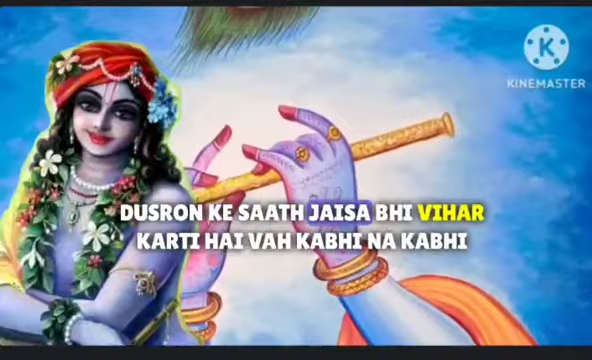 KINEMASTER
DUSRON KE SAATH JAISA BHI VIHAR
KARTI HAI VAH KABHI NA KABHI